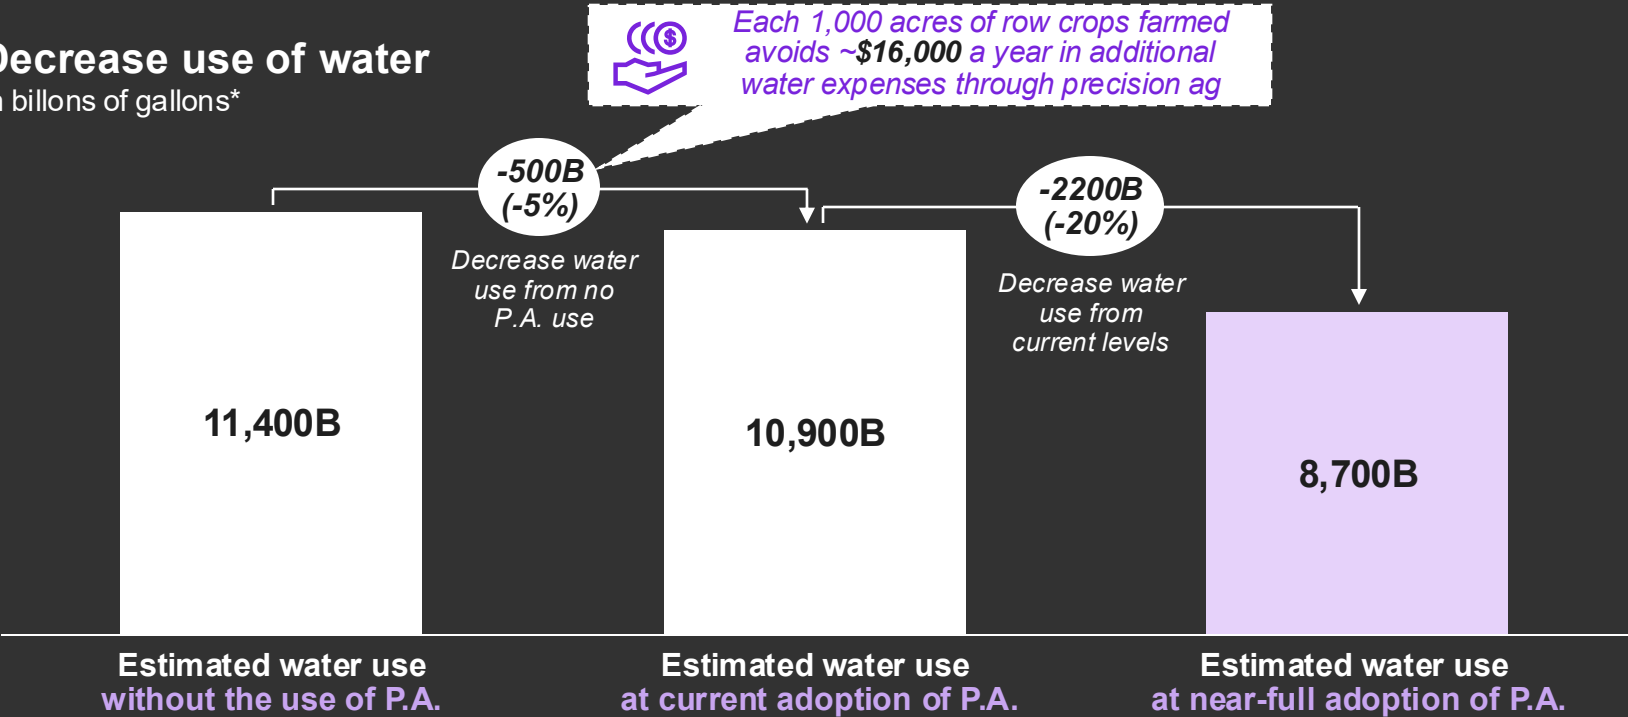 Each 1,000 acres of row crops farmed
avoids ~$16,000 a year in additional
water expenses through precision ag
$
Decrease use of water
billons of gallons*
-500B
(-5%)
-2200B
(-20%)
Decrease water
use from no
P.A. use
Decrease water
use from
current levels
11,400B
10,900B
8,700B
Estimated water use
without the use of P.A.
Estimated water use
at current adoption of P.A.
Estimated water use
at near-full adoption of P.A.